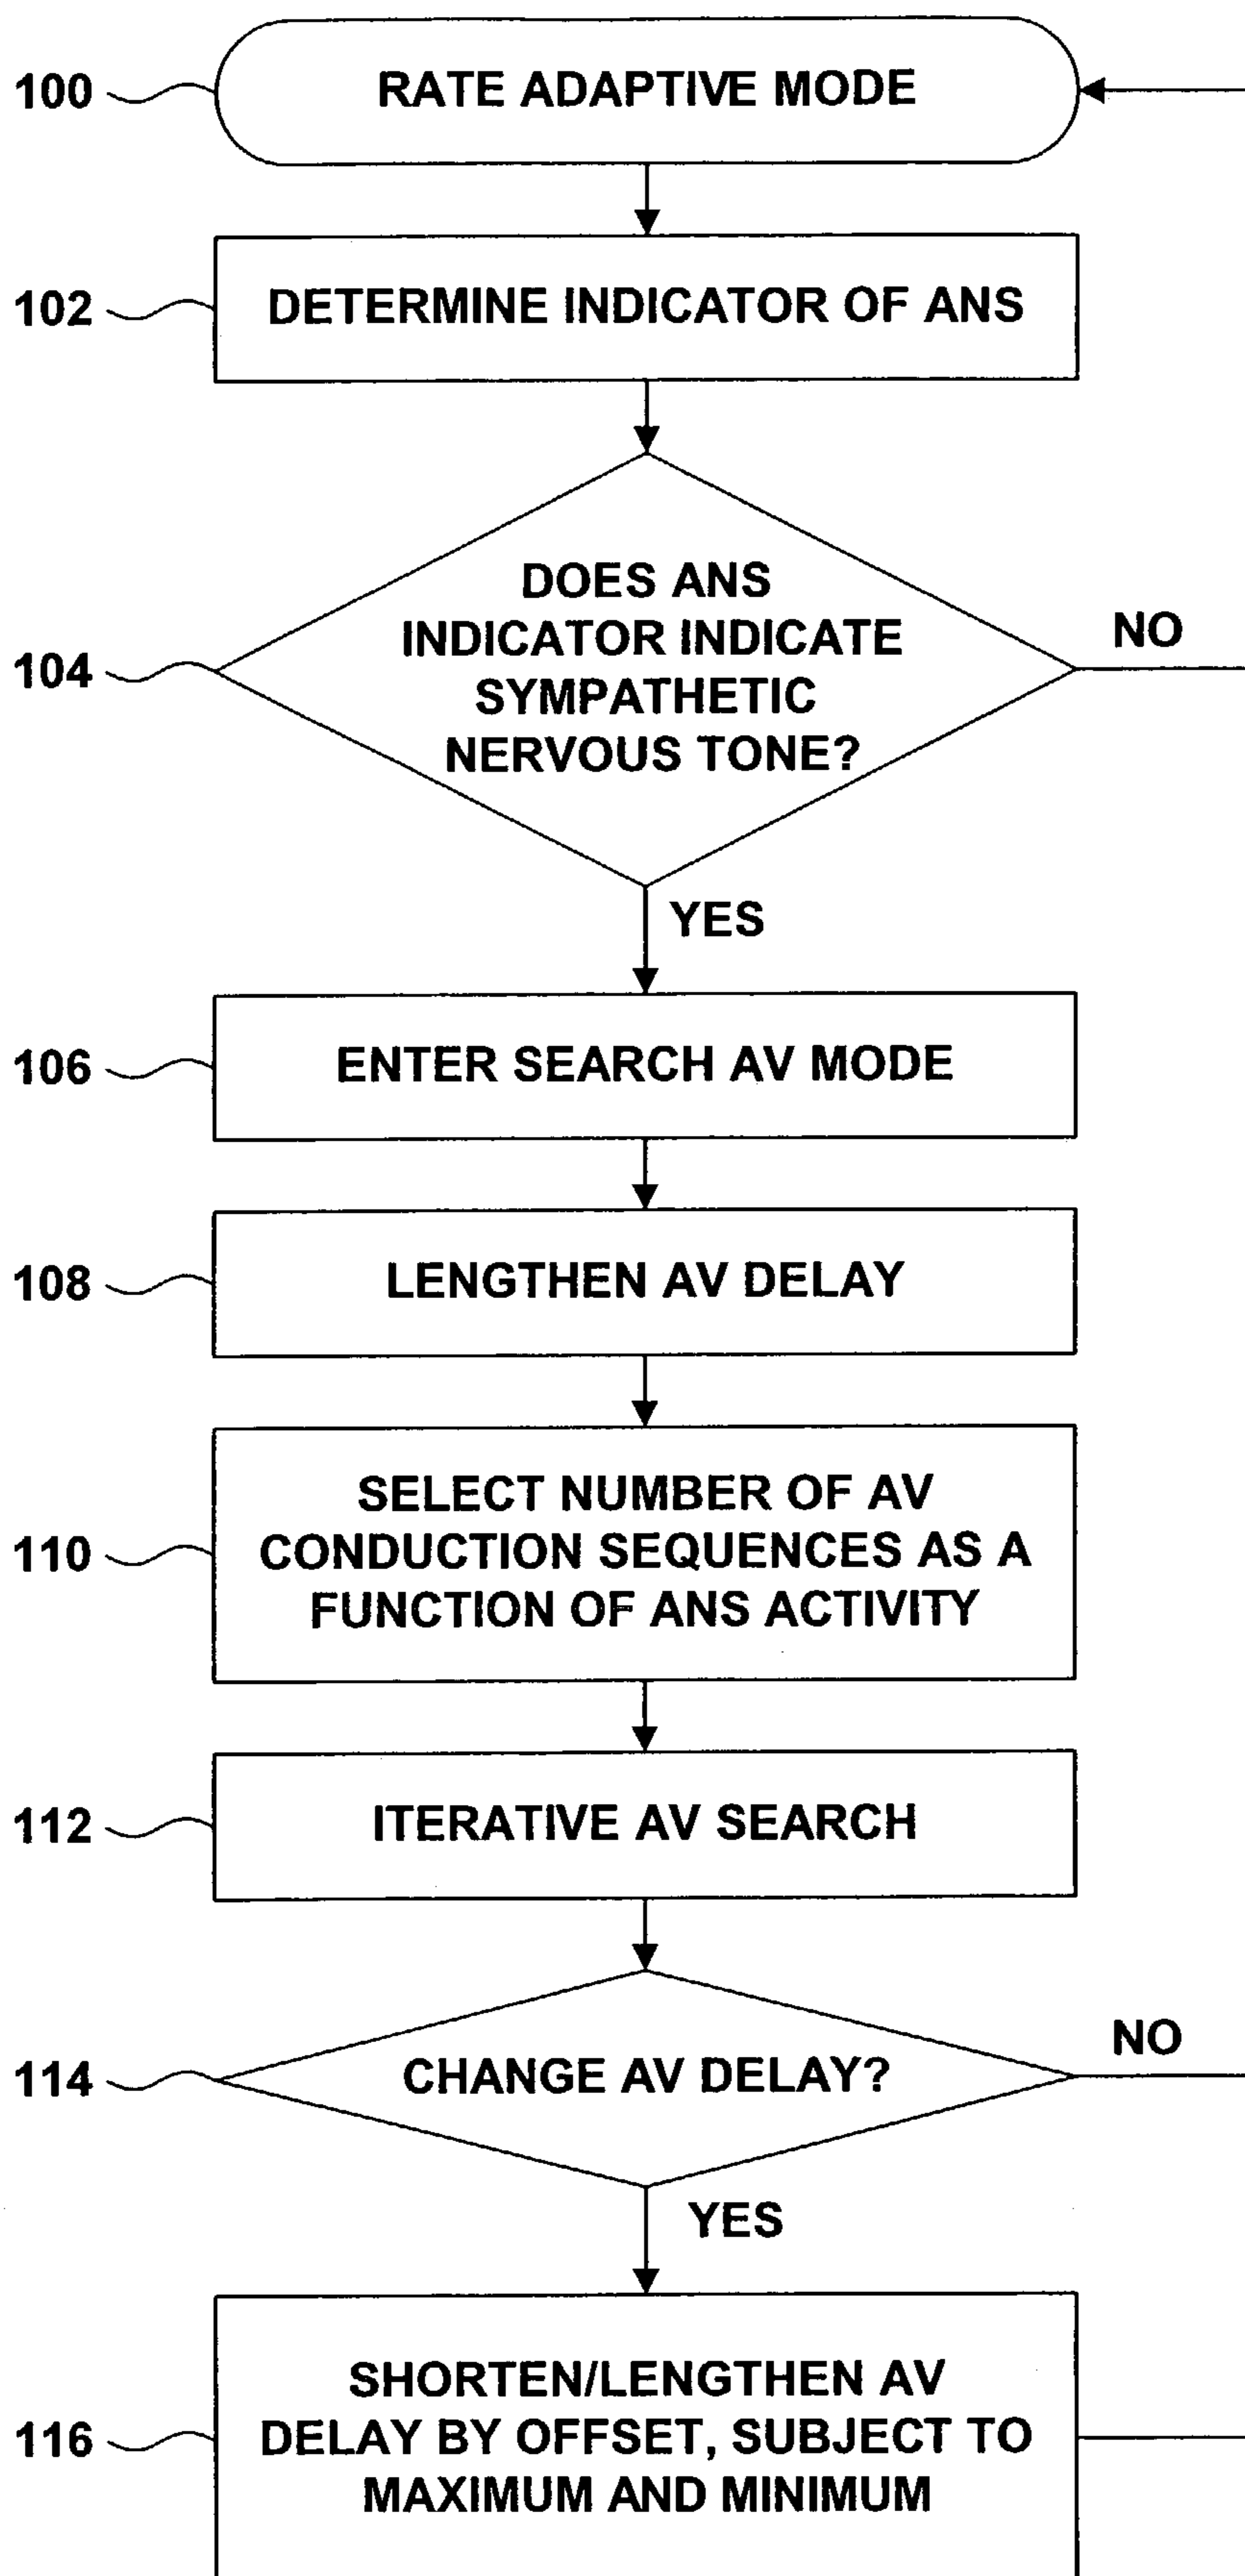 100
RATE ADAPTIVE MODE
102
DETERMINE INDICATOR OF ANS
104
DOES ANS
INDICATOR INDICATE
SYMPATHETIC
NERVOUS TONE?
NO
YES
106
ENTER SEARCH AV MODE
108
LENGTHEN AV DELAY
110
SELECT NUMBER OF AV
CONDUCTION SEQUENCES AS A
FUNCTION OF ANS ACTIVITY
112
ITERATIVE AV SEARCH
114
CHANGE AV DELAY?
NO
YES
116
SHORTEN/LENGTHEN AV
DELAY BY OFFSET, SUBJECT TO
MAXIMUM AND MINIMUM